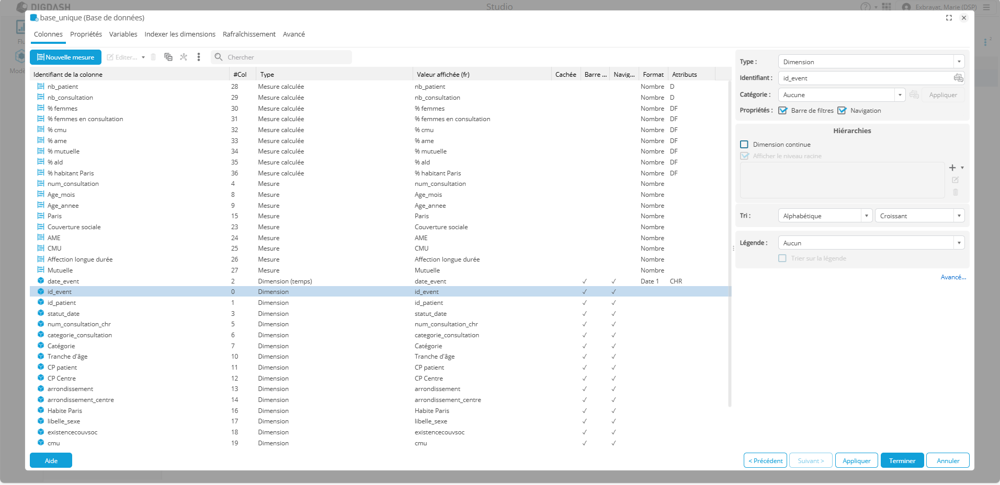 DIGDASH
Studio
Exbrayat, Marie (DSP)
base_unique (Base de données)
Colonnes Propriétés Variables Indexer les dimensions Rafraîchissement Avancé
Nouvelle mesure Editer... Chercher
Identifiant de la colonne #Col Type Valeur affichée (fr) Cachée Barre ... Navig... Format Attributs
nb_patient 28 Mesure calculée nb_patient Nombre D
nb_consultation 29 Mesure calculée nb_consultation Nombre D
% femmes 30 Mesure calculée % femmes Nombre DF
% femmes en consultation 31 Mesure calculée % femmes en consultation Nombre DF
% cmu 32 Mesure calculée % cmu Nombre DF
% ame 33 Mesure calculée % ame Nombre DF
% mutuelle 34 Mesure calculée % mutuelle Nombre DF
% ald 35 Mesure calculée % ald Nombre DF
% habitant Paris 36 Mesure calculée % habitant Paris Nombre DF
num_consultation 4 Mesure num_consultation Nombre
Age_mois 8 Mesure Age_mois Nombre
Age_annee 9 Mesure Age_annee Nombre
Paris 15 Mesure Paris Nombre
Couverture sociale 23 Mesure Couverture sociale Nombre
AME 24 Mesure AME Nombre
CMU 25 Mesure CMU Nombre
Affection longue durée 26 Mesure Affection longue durée Nombre
Mutuelle 27 Mesure Mutuelle Nombre
date_event 2 Dimension (temps) date_event ✓ ✓ Date 1 CHR
id_event 0 Dimension id_event ✓ ✓
id_patient 1 Dimension id_patient ✓ ✓
statut_date 3 Dimension statut_date ✓ ✓
num_consultation_chr 5 Dimension num_consultation_chr ✓ ✓
categorie_consultation 6 Dimension categorie_consultation ✓ ✓
Catégorie 7 Dimension Catégorie ✓ ✓
Tranche d'âge 10 Dimension Tranche d'âge ✓ ✓
CP patient 11 Dimension CP patient ✓ ✓
CP Centre 12 Dimension CP Centre ✓ ✓
arrondissement 13 Dimension arrondissement ✓ ✓
arrondissement_centre 14 Dimension arrondissement_centre ✓ ✓
Habite Paris 16 Dimension Habite Paris ✓ ✓
libelle_sexe 17 Dimension libelle_sexe ✓ ✓
existencecouvsoc 18 Dimension existencecouvsoc ✓ ✓
cmu 19 Dimension cmu ✓ ✓
Type : Dimension
Identifiant : id_event
Catégorie : Aucune Appliquer
Propriétés : Barre de filtres Navigation
Hiérarchies
Dimension continue
Afficher le niveau racine
Tri : Alphabétique Croissant
Légende : Aucun
Trier sur la légende
Avancé...
Aide < Précédent Suivant > Appliquer Terminer Annuler